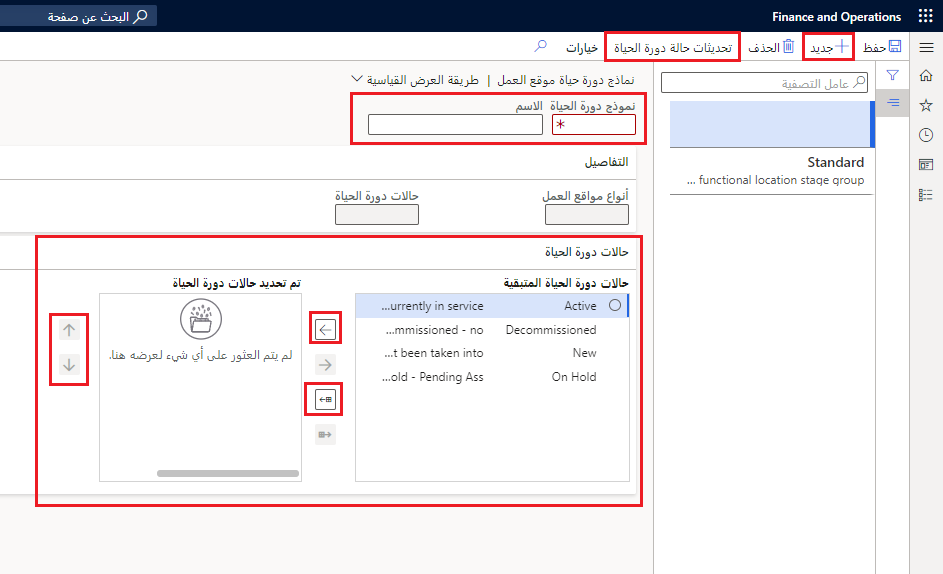 Finance and Operations
البحث عن صفحة
حفظ
جديد
الحذف
تحديثات حالة دورة الحياة
خيارات
عامل التصفية
Standard
functional location stage group ...
نماذج دورة حياة موقع العمل | طريقة العرض القياسية
نموذج دورة الحياة
الاسم
*
التفاصيل
أنواع مواقع العمل
حالات دورة الحياة
حالات دورة الحياة
حالات دورة الحياة المتبقية
Active
...urrently in service
Decommissioned
...mmissioned - no
New
...t been taken into
On Hold
...old - Pending Ass
تم تحديد حالات دورة الحياة
لم يتم العثور على أي شيء لعرضه هنا.